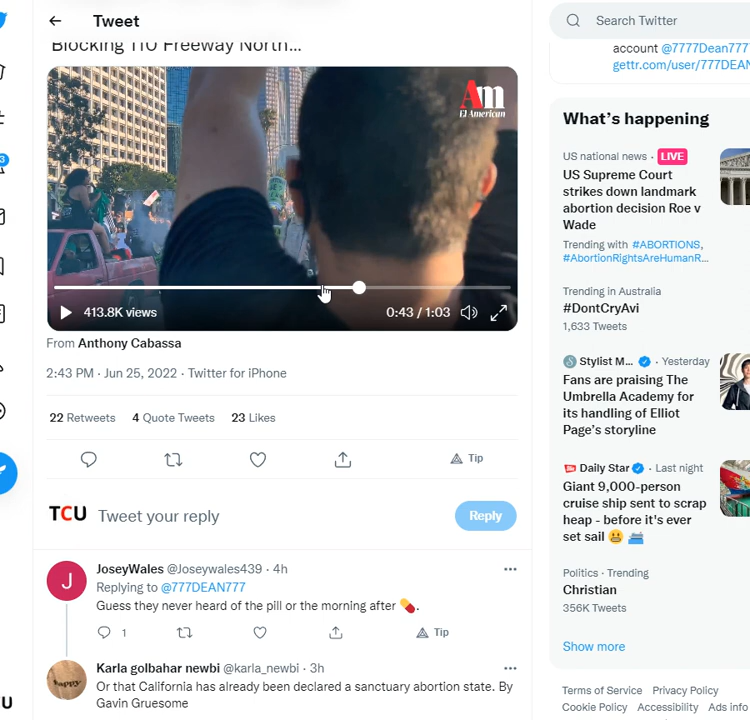 Tweet
Search Twitter
Blocking 110 Freeway North...
account @7777Dean777
gettr.com/user/777DEAN
Am
El American
413.8K views
0:43 / 1:03
From Anthony Cabassa
2:43 PM · Jun 25, 2022 · Twitter for iPhone
22 Retweets 4 Quote Tweets 23 Likes
Tip
TCU Tweet your reply
Reply
J
JoseyWales @Joseywales439 · 4h
Replying to @777DEAN777
Guess they never heard of the pill or the morning after 💊.
1
Tip
happy
Karla golbahar newbi @karla_newbi · 3h
Or that California has already been declared a sanctuary abortion state. By
Gavin Gruesome
What's happening
US national news · LIVE
US Supreme Court
strikes down landmark
abortion decision Roe v
Wade
Trending with #ABORTIONS,
#AbortionRightsAreHumanR...
Trending in Australia
#DontCryAvi
1,633 Tweets
Stylist M... · Yesterday
Fans are praising The
Umbrella Academy for
its handling of Elliot
Page's storyline
Daily Star · Last night
Giant 9,000-person
cruise ship sent to scrap
heap - before it's ever
set sail 😬 🚢
Politics · Trending
Christian
356K Tweets
Show more
Terms of Service Privacy Policy
Cookie Policy Accessibility Ads info
3
U